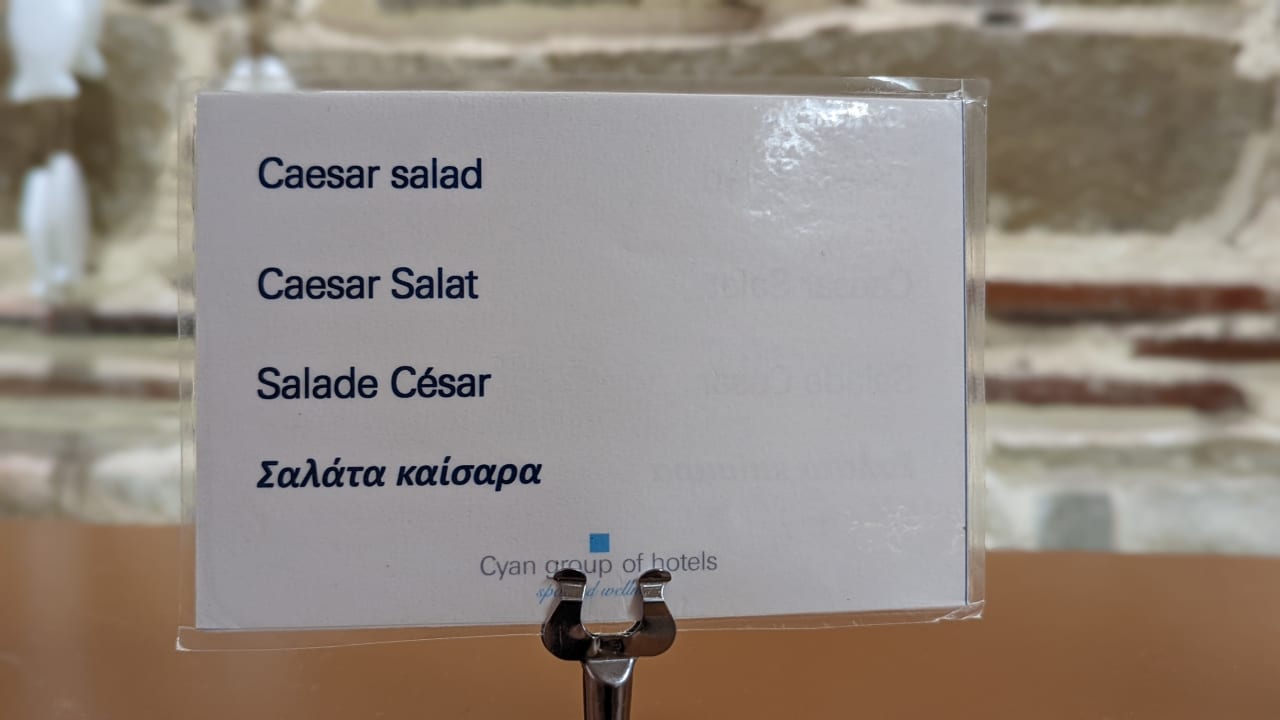 Caesar salad
Caesar Salat
Salade César
Σαλάτα καίσαρα
Cyan group of hotels